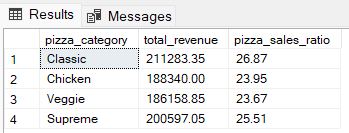 Results Messages
pizza_category total_revenue pizza_sales_ratio
1 Classic 211283.35 26.87
2 Chicken 188340.00 23.95
3 Veggie 186158.85 23.67
4 Supreme 200597.05 25.51